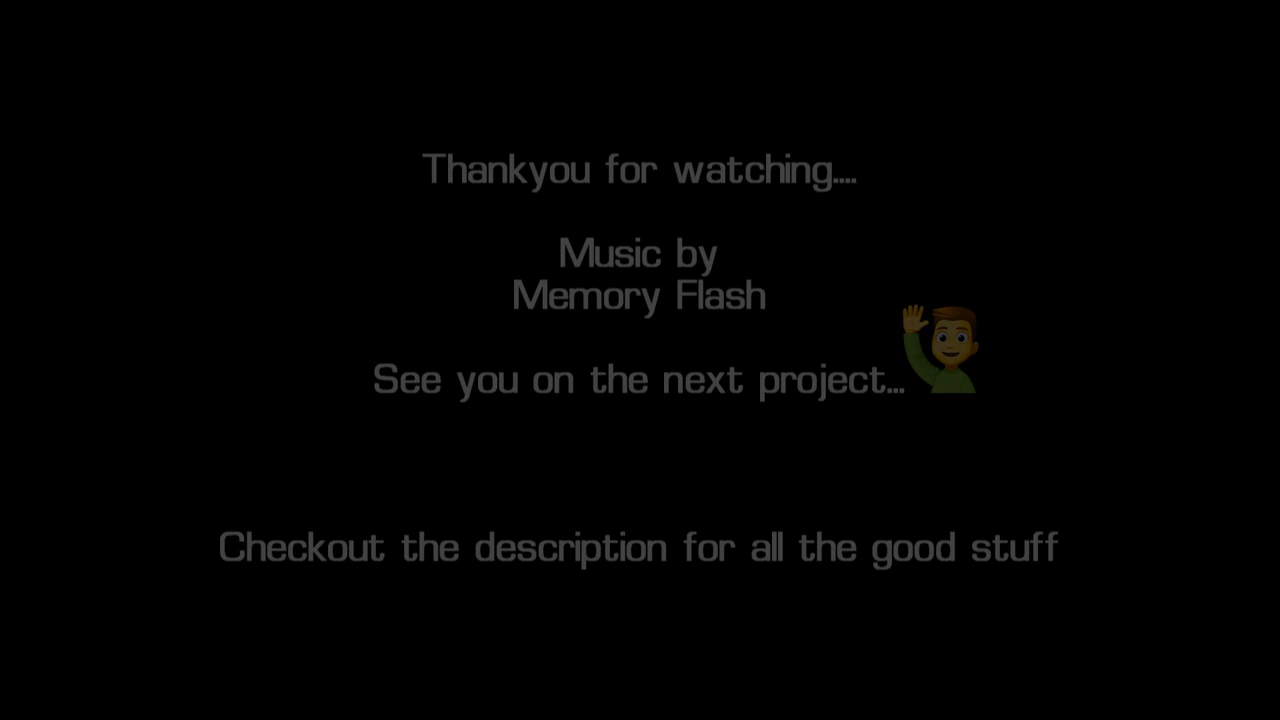 Thankyou for watching....
Music by
Memory Flash
See you on the next project...
Checkout the description for all the good stuff